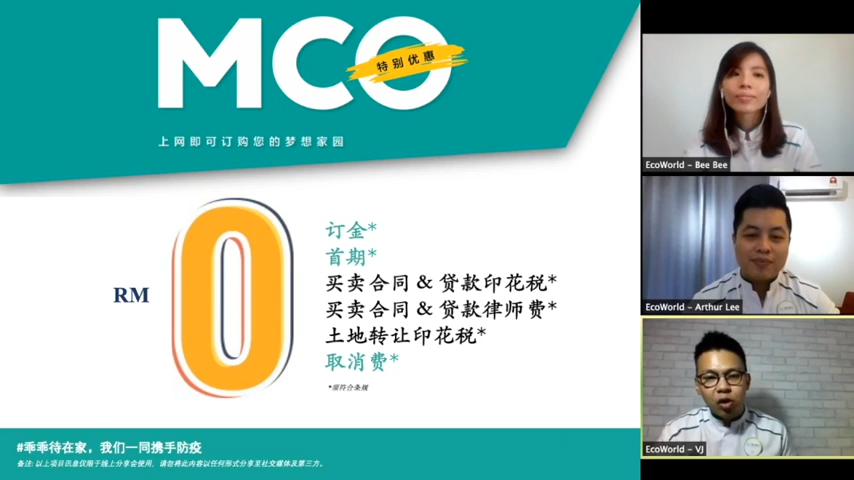 MCO
特别优惠
上网即可订购您的梦想家园
RM 0
订金*
首期*
买卖合同 & 贷款印花税*
买卖合同 & 贷款律师费*
土地转让印花税*
取消费*
*需符合条规
#乖乖待在家，我们一同携手防疫
备注: 以上项目讯息仅限于线上分享会使用，请勿将此内容以任何形式分享至社交媒体及第三方。
EcoWorld - Bee Bee
EcoWorld - Arthur Lee
EcoWorld - VJ